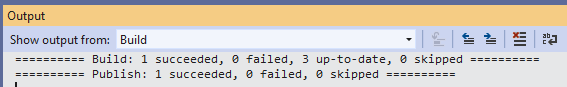 Output
Show output from: Build
========== Build: 1 succeeded, 0 failed, 3 up-to-date, 0 skipped ==========
========== Publish: 1 succeeded, 0 failed, 0 skipped ==========